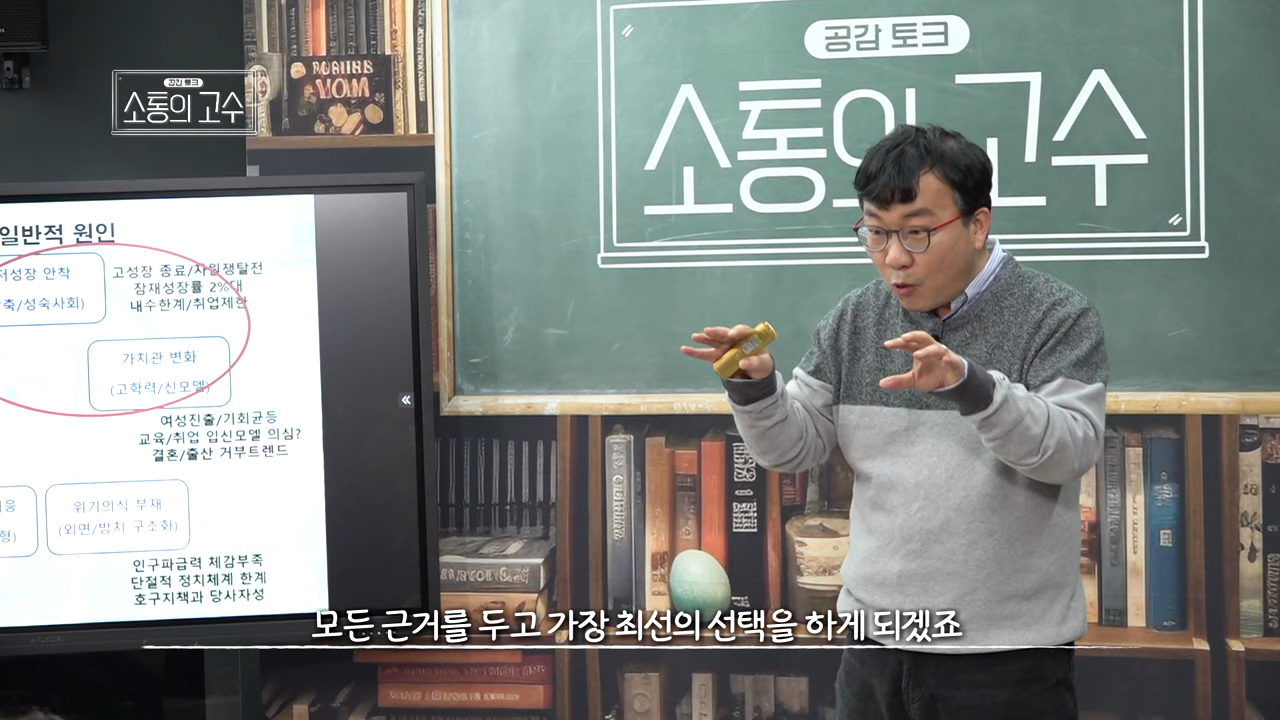 공감 토크
소통의 고수
공감 토크
소통의 고수
일반적 원인
저성장 안착
축/성숙사회)
고성장 종료/자원쟁탈전
잠재성장률 2%대
내수한계/취업제한
가치관 변화
(고학력/신모델)
여성진출/기회균등
교육/취업 입신모델 의심?
결혼/출산 거부트렌드
응
형)
위기의식 부재
(외면/방치 구조화)
인구파급력 체감부족
단절적 정치체계 한계
호구지책과 당사자성
모든 근거를 두고 가장 최선의 선택을 하게 되겠죠